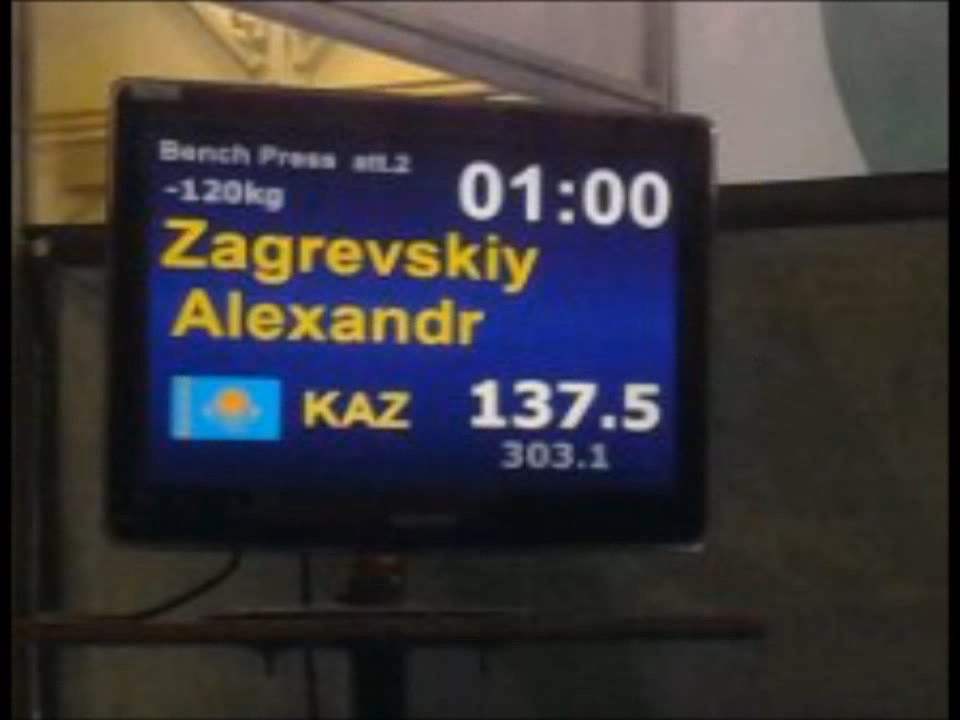 Bench Press att.2
-120kg
01:00
Zagrevskiy
Alexandr
KAZ
137.5
303.1